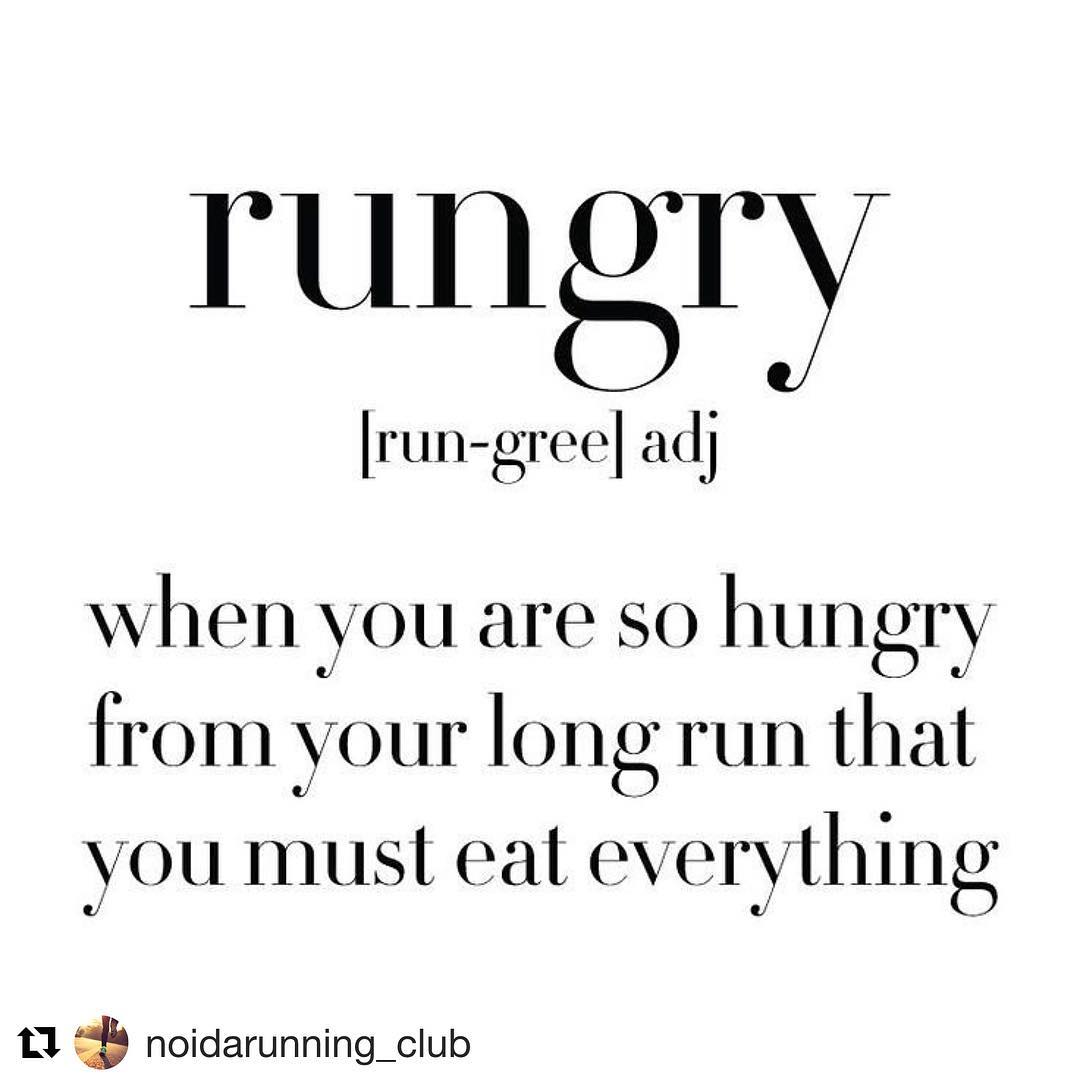 rungry
[run-gree] adj
when you are so hungry
from your long run that
you must eat everything
noidarunning_club